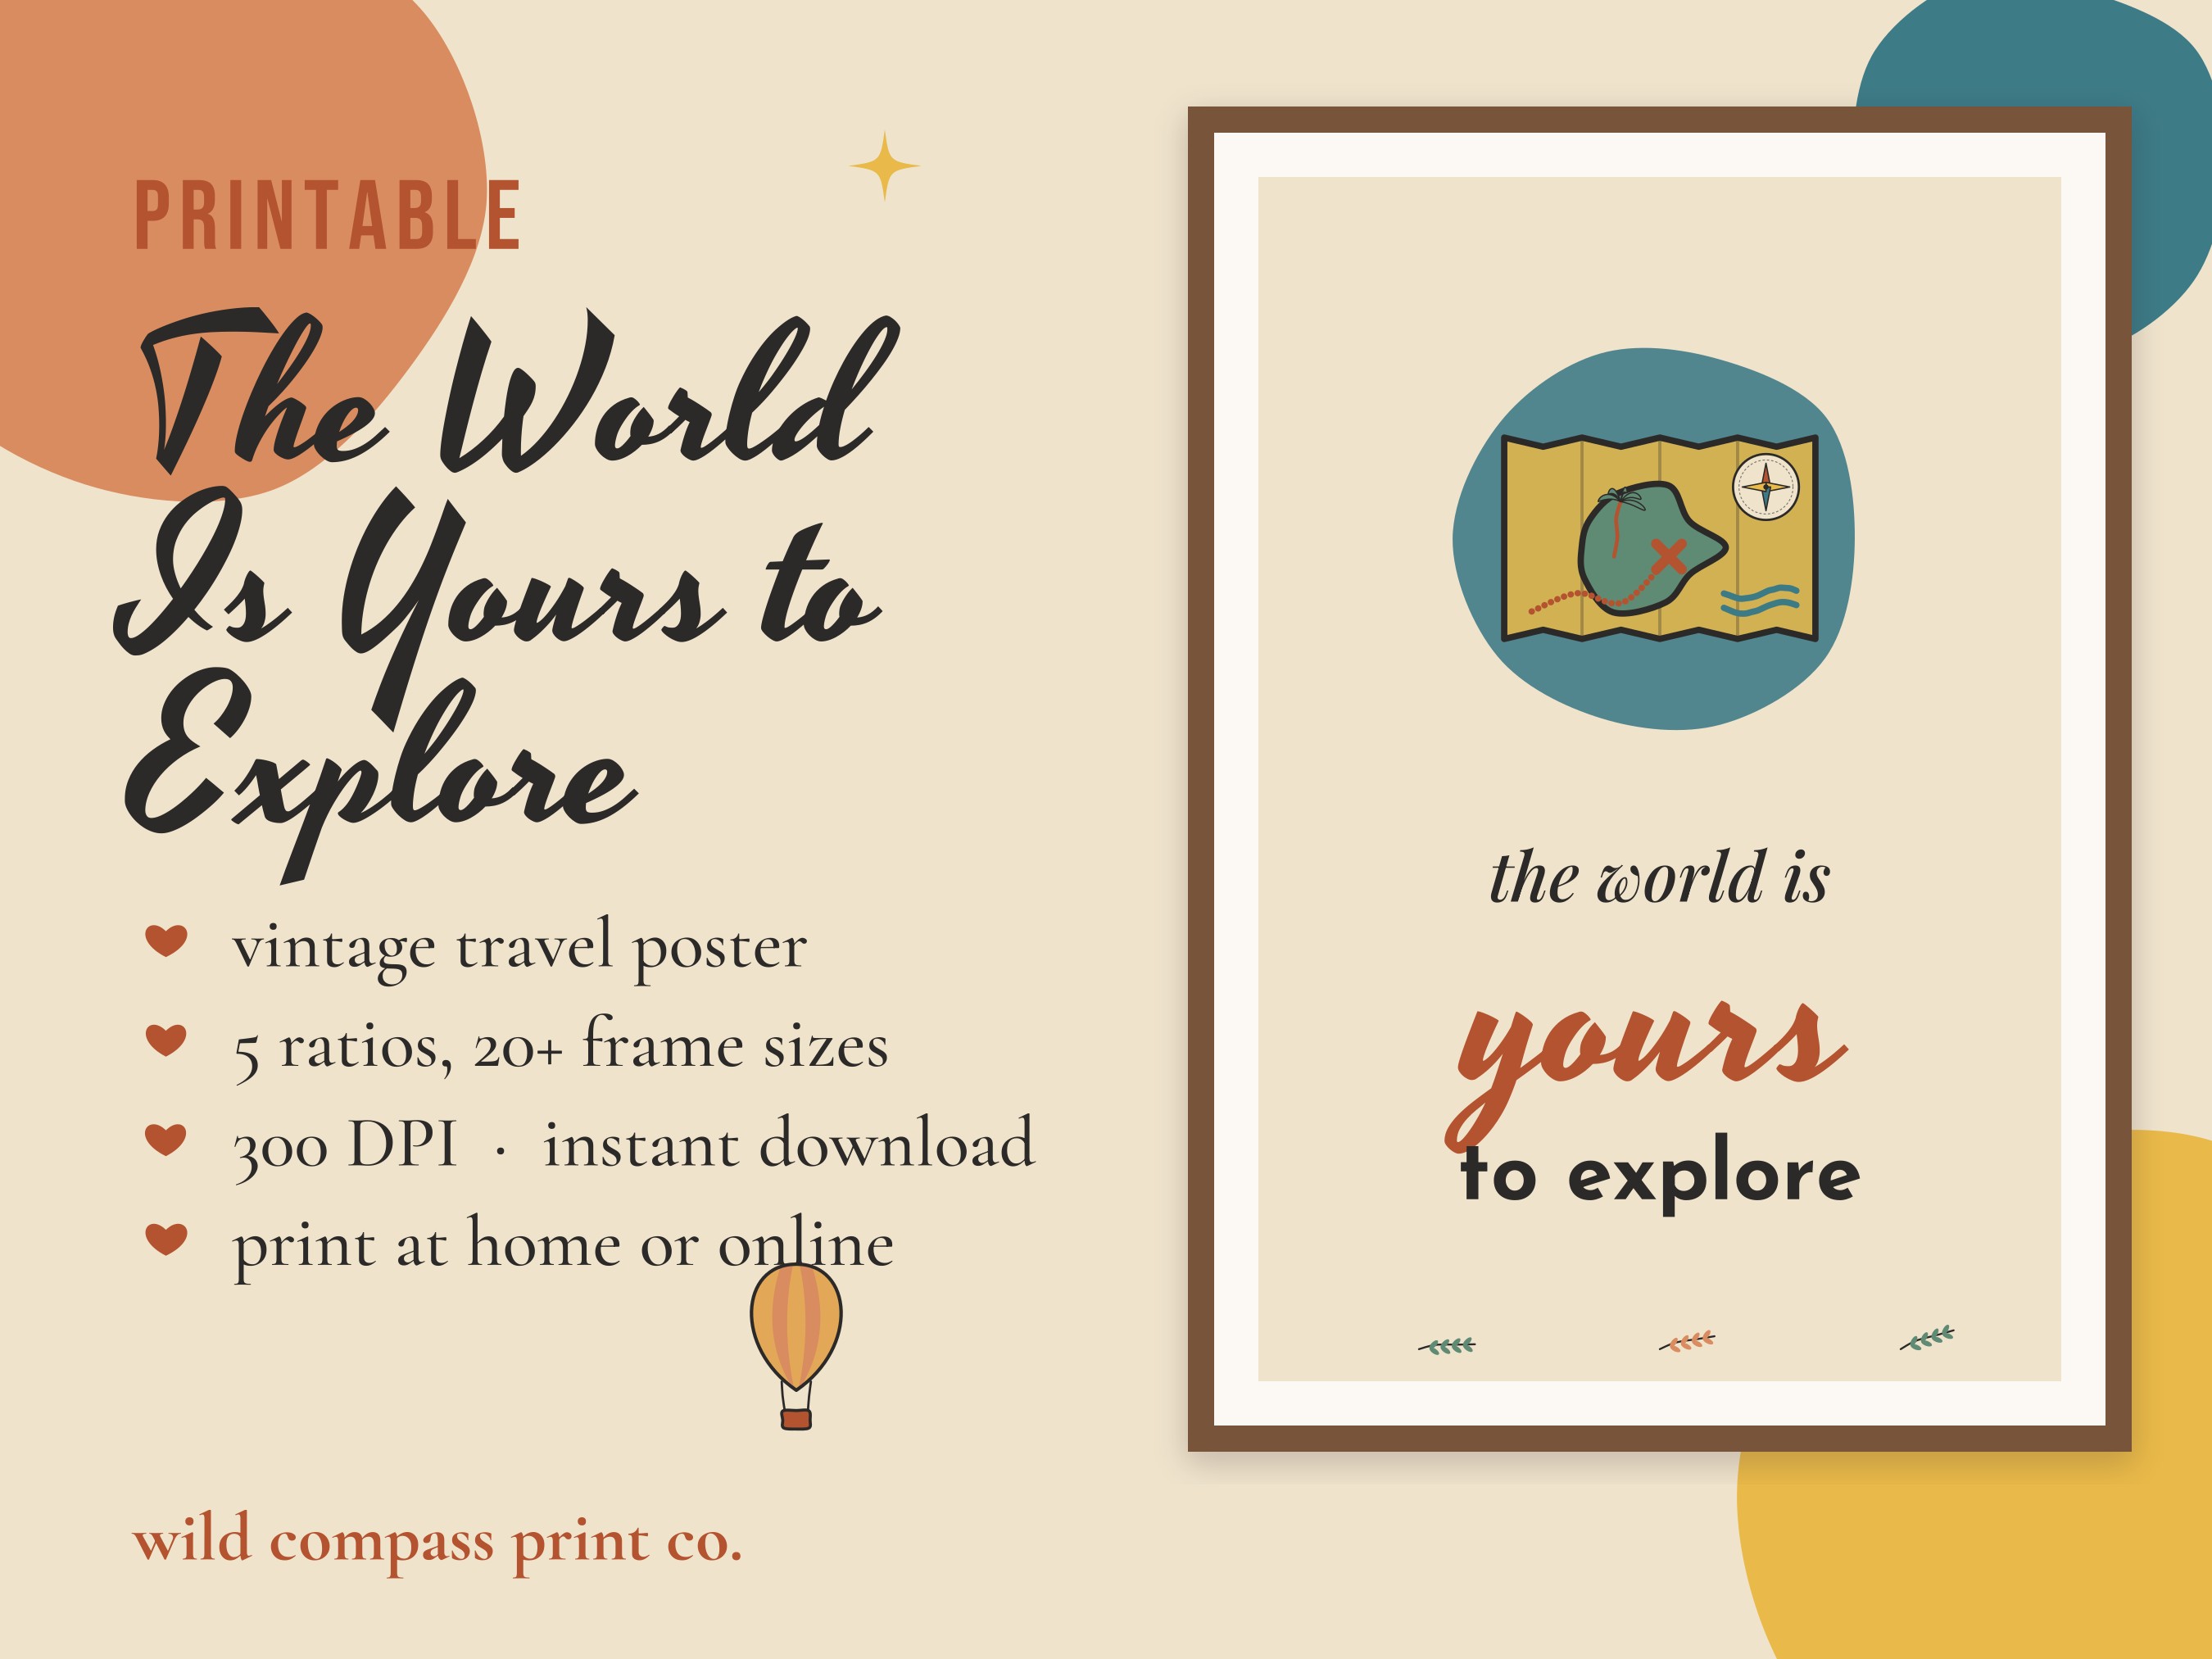 PRINTABLE
The World
Is Yours to
Explore
vintage travel poster
5 ratios, 20+ frame sizes
300 DPI · instant download
print at home or online
wild compass print co.
the world is
yours
to explore